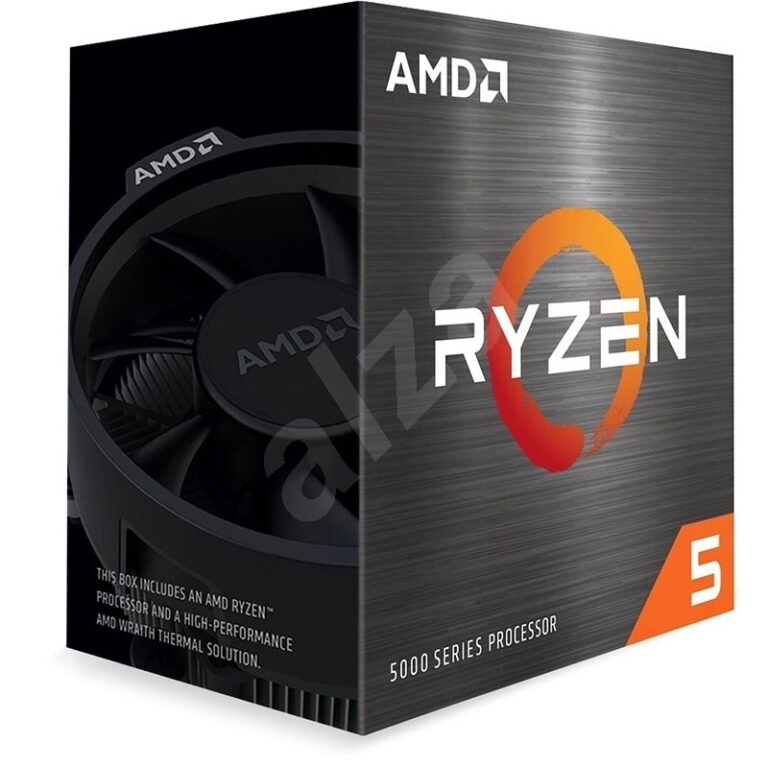 AMD
AMD
THIS BOX INCLUDES AN AMD RYZEN™
PROCESSOR AND A HIGH-PERFORMANCE
AMD WRAITH THERMAL SOLUTION.
AMD
RYZEN
5
5000 SERIES PROCESSOR
alza